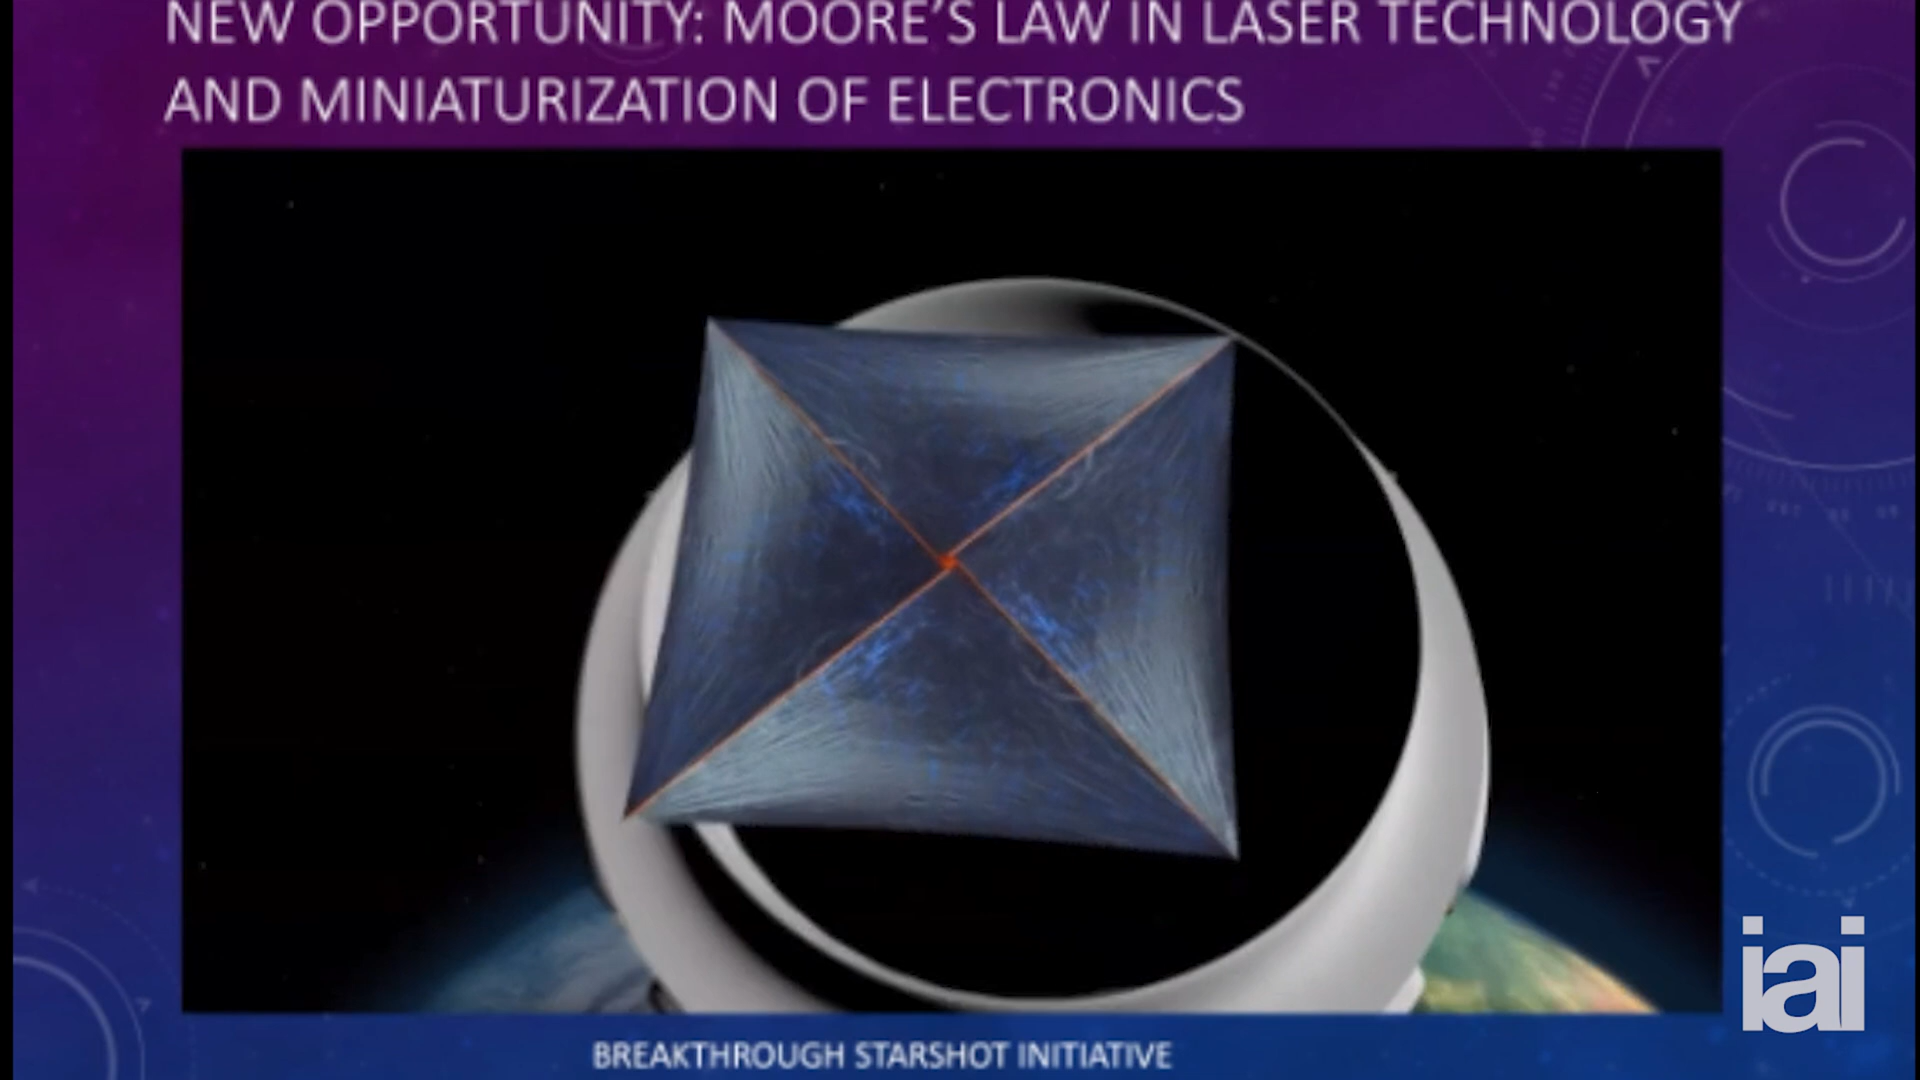 NEW OPPORTUNITY: MOORE'S LAW IN LASER TECHNOLOGY
AND MINIATURIZATION OF ELECTRONICS
iai
BREAKTHROUGH STARSHOT INITIATIVE